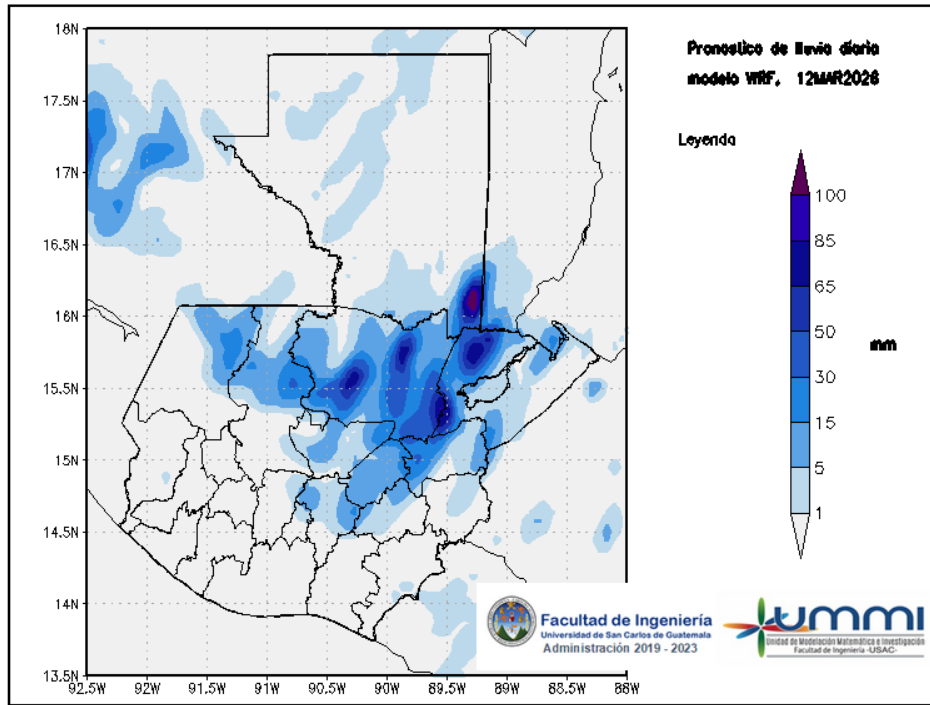 Pronostico de lluvia diaria
modelo WRF, 12MAR2026
Leyenda
100
85
65
50
30
15
5
1
mm
18N
17.5N
17N
16.5N
16N
15.5N
15N
14.5N
14N
13.5N
92.5W
92W
91.5W
91W
90.5W
90W
89.5W
89W
88.5W
88W
Facultad de Ingeniería
Universidad de San Carlos de Guatemala
Administración 2019 - 2023
UMMI
Unidad de Modelación Matemática e Investigación
Facultad de Ingeniería -USAC-